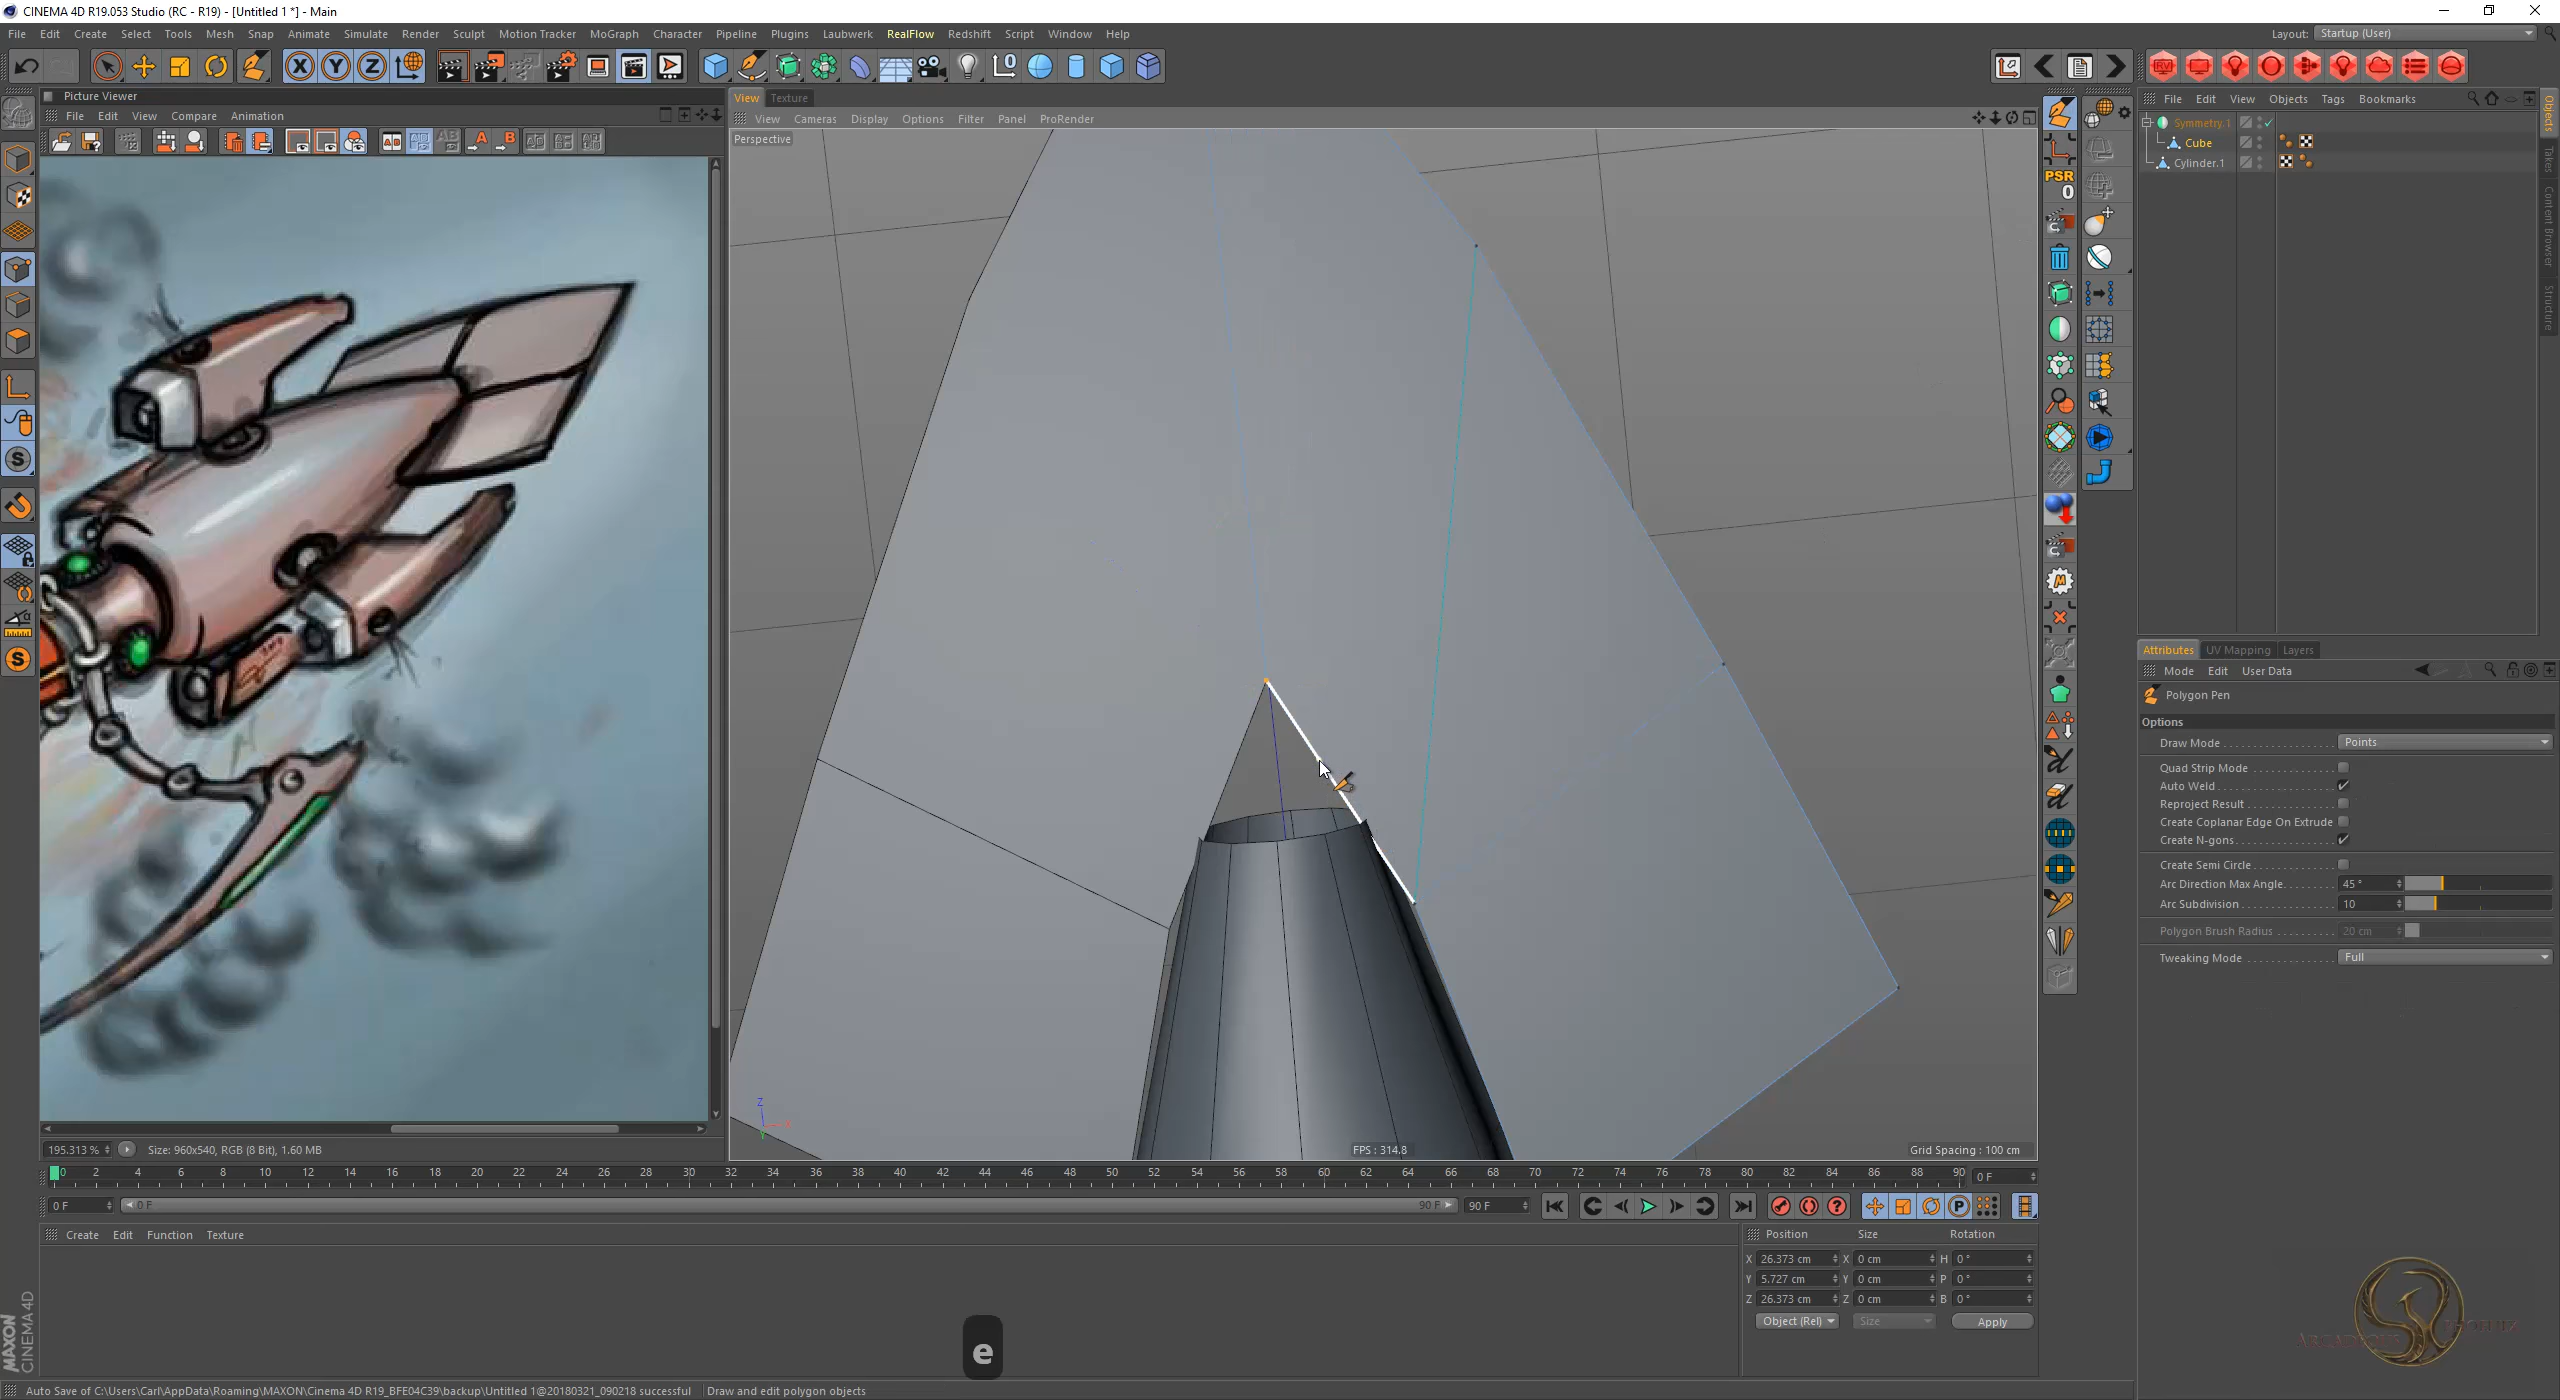 CINEMA 4D R19.053 Studio (RC - R19) - [Untitled 1 *] - Main
File Edit Create Select Tools Mesh Snap Animate Simulate Render Sculpt Motion Tracker MoGraph Character Pipeline Plugins Laubwerk RealFlow Redshift Script Window Help
Layout: Startup (User)
Picture Viewer
File Edit View Compare Animation
View Texture
View Cameras Display Options Filter Panel ProRender
Perspective
File Edit View Objects Tags Bookmarks
Symmetry.1
Cube
Cylinder.1
Objects
Takes
Content Browser
Structure
PSR
0
Attributes UV Mapping Layers
Mode Edit User Data
Polygon Pen
Options
Draw Mode Points
Quad Strip Mode
Auto Weld
Reproject Result
Create Coplanar Edge On Extrude
Create N-gons
Create Semi Circle
Arc Direction Max Angle 45 °
Arc Subdivision 10
Polygon Brush Radius 20 cm
Tweaking Mode Full
FPS : 314.8
Grid Spacing : 100 cm
195.313 % Size: 960x540, RGB (8 Bit), 1.60 MB
0 2 4 6 8 10 12 14 16 18 20 22 24 26 28 30 32 34 36 38 40 42 44 46 48 50 52 54 56 58 60 62 64 66 68 70 72 74 76 78 80 82 84 86 88 90 0 F
0 F 0 F 90 F 90 F
Create Edit Function Texture
Position Size Rotation
X 26.373 cm X 0 cm H 0 °
Y 5.727 cm Y 0 cm P 0 °
Z 26.373 cm Z 0 cm B 0 °
Object (Rel) Size Apply
e
MAXON
CINEMA 4D
Auto Save of C:\Users\Carl\AppData\Roaming\MAXON\Cinema 4D R19_BFE04C39\backup\Untitled 1@20180321_090218 successful Draw and edit polygon objects